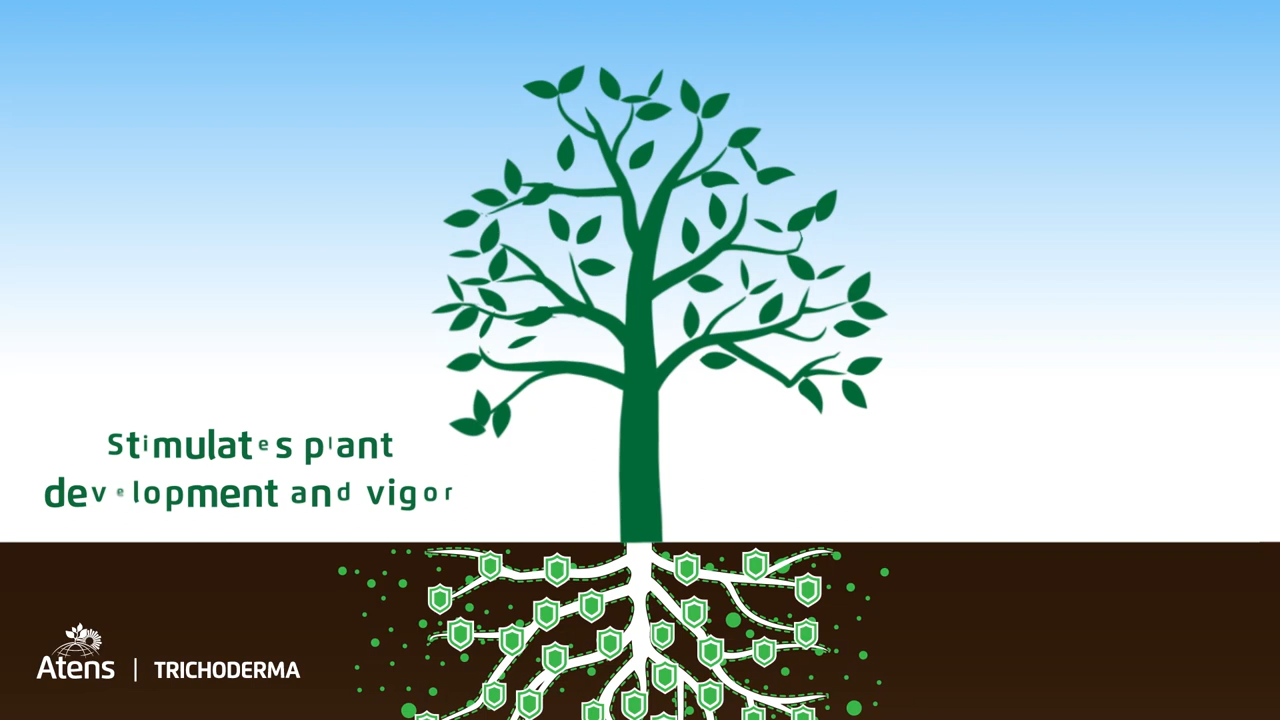 Stimulates plant
development and vigor
Atens | TRICHODERMA